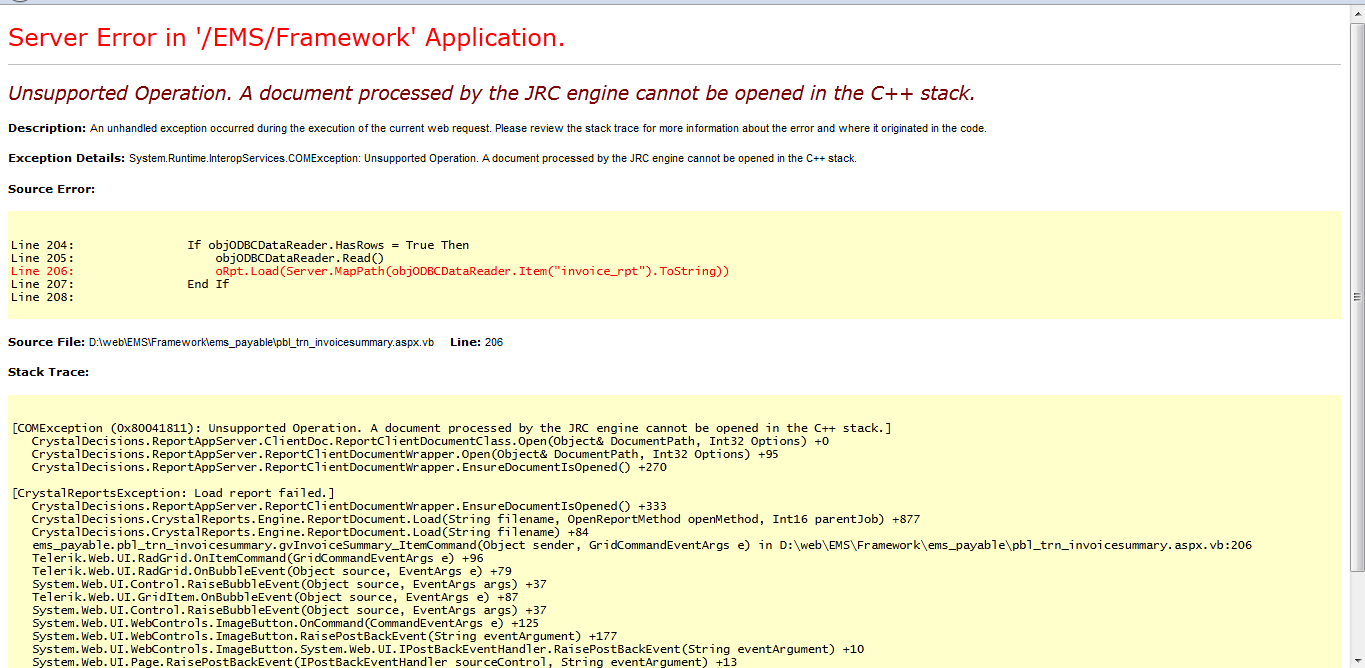 Server Error in '/EMS/Framework' Application.
Unsupported Operation. A document processed by the JRC engine cannot be opened in the C++ stack.
Description: An unhandled exception occurred during the execution of the current web request. Please review the stack trace for more information about the error and where it originated in the code.
Exception Details: System.Runtime.InteropServices.COMException: Unsupported Operation. A document processed by the JRC engine cannot be opened in the C++ stack.
Source Error:
Line 204:                If objODBCDataReader.HasRows = True Then
Line 205:                    objODBCDataReader.Read()
Line 206:                    oRpt.Load(Server.MapPath(objODBCDataReader.Item("invoice_rpt").ToString))
Line 207:                End If
Line 208:
Source File: D:\web\EMS\Framework\ems_payable\pbl_trn_invoicesummary.aspx.vb    Line: 206
Stack Trace:
[COMException (0x80041811): Unsupported Operation. A document processed by the JRC engine cannot be opened in the C++ stack.]
   CrystalDecisions.ReportAppServer.ClientDoc.ReportClientDocumentClass.Open(Object& DocumentPath, Int32 Options) +0
   CrystalDecisions.ReportAppServer.ReportClientDocumentWrapper.Open(Object& DocumentPath, Int32 Options) +95
   CrystalDecisions.ReportAppServer.ReportClientDocumentWrapper.EnsureDocumentIsOpened() +270
[CrystalReportsException: Load report failed.]
   CrystalDecisions.ReportAppServer.ReportClientDocumentWrapper.EnsureDocumentIsOpened() +333
   CrystalDecisions.CrystalReports.Engine.ReportDocument.Load(String filename, OpenReportMethod openMethod, Int16 parentJob) +877
   CrystalDecisions.CrystalReports.Engine.ReportDocument.Load(String filename) +84
   ems_payable.pbl_trn_invoicesummary.gvInvoiceSummary_ItemCommand(Object sender, GridCommandEventArgs e) in D:\web\EMS\Framework\ems_payable\pbl_trn_invoicesummary.aspx.vb:206
   Telerik.Web.UI.RadGrid.OnItemCommand(GridCommandEventArgs e) +96
   Telerik.Web.UI.RadGrid.OnBubbleEvent(Object source, EventArgs e) +79
   System.Web.UI.Control.RaiseBubbleEvent(Object source, EventArgs args) +37
   Telerik.Web.UI.GridItem.OnBubbleEvent(Object source, EventArgs e) +87
   System.Web.UI.Control.RaiseBubbleEvent(Object source, EventArgs args) +37
   System.Web.UI.WebControls.ImageButton.OnCommand(CommandEventArgs e) +125
   System.Web.UI.WebControls.ImageButton.RaisePostBackEvent(String eventArgument) +177
   System.Web.UI.WebControls.ImageButton.System.Web.UI.IPostBackEventHandler.RaisePostBackEvent(String eventArgument) +10
   System.Web.UI.Page.RaisePostBackEvent(IPostBackEventHandler sourceControl, String eventArgument) +13